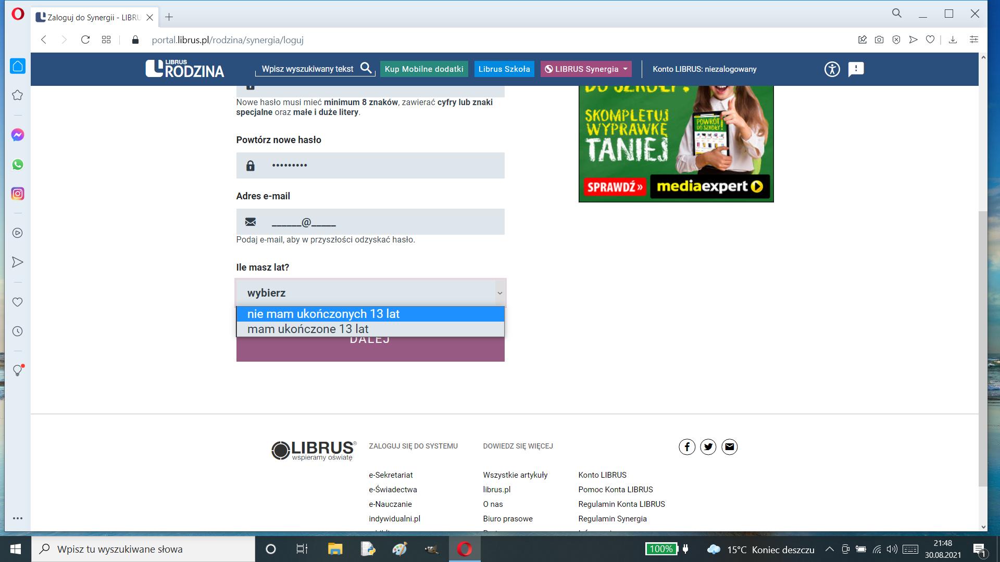 Zaloguj do Synergii - LIBRU
portal.librus.pl/rodzina/synergia/loguj
LIBRUS
RODZINA
Wpisz wyszukiwany tekst
Kup Mobilne dodatki
Librus Szkoła
LIBRUS Synergia
Konto LIBRUS: niezalogowany
Nowe hasło musi mieć minimum 8 znaków, zawierać cyfry lub znaki
specjalne oraz małe i duże litery.
Powtórz nowe hasło
•••••••••
Adres e-mail
______@_____
Podaj e-mail, aby w przyszłości odzyskać hasło.
Ile masz lat?
wybierz
nie mam ukończonych 13 lat
mam ukończone 13 lat
DALEJ
DO SZKOŁY?
SKOMPLETUJ
WYPRAWKĘ
TANIEJ
POWRÓT
DO SZKOŁY!
SPRAWDŹ »
mediaexpert
LIBRUS®
wspieramy oświatę
ZALOGUJ SIĘ DO SYSTEMU
e-Sekretariat
e-Świadectwa
e-Nauczanie
indywidualni.pl
DOWIEDZ SIĘ WIĘCEJ
Wszystkie artykuły
librus.pl
O nas
Biuro prasowe
Konto LIBRUS
Pomoc Konta LIBRUS
Regulamin Konta LIBRUS
Regulamin Synergia
Wpisz tu wyszukiwane słowa
100%
15°C Koniec deszczu
21:48
30.08.2021
1